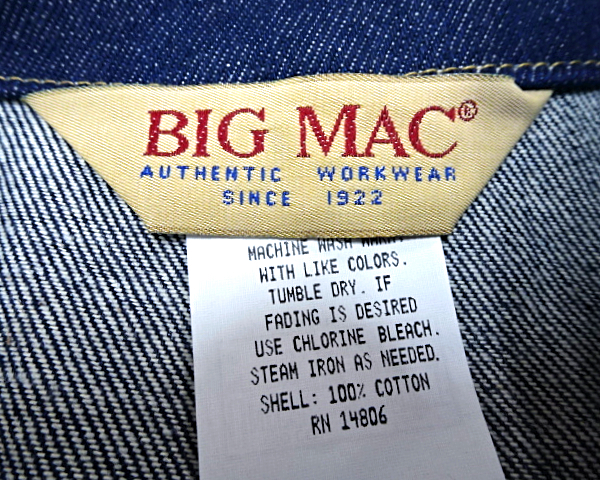 BIG MAC®
AUTHENTIC WORKWEAR
SINCE 1922
MACHINE WASH WARM
WITH LIKE COLORS.
TUMBLE DRY. IF
FADING IS DESIRED
USE CHLORINE BLEACH.
STEAM IRON AS NEEDED.
SHELL: 100% COTTON
RN 14806